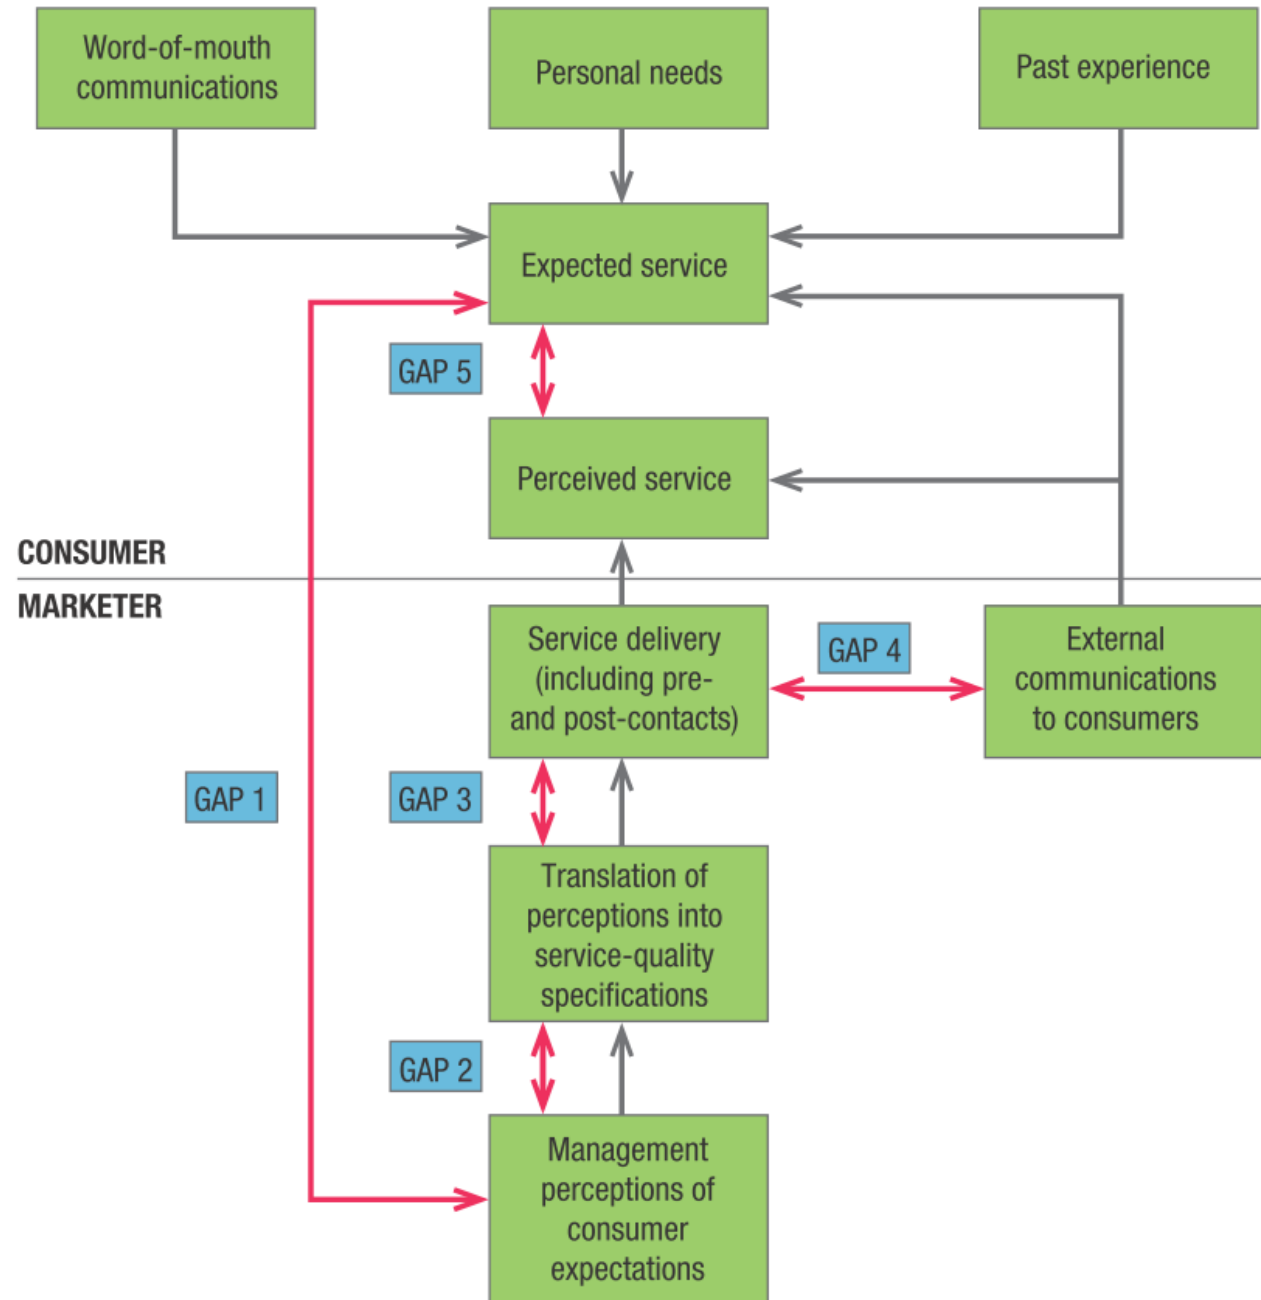 Word-of-mouth
communications
Personal needs
Past experience
Expected service
GAP 5
Perceived service
CONSUMER
MARKETER
Service delivery
(including pre-
and post-contacts)
GAP 4
External
communications
to consumers
GAP 1
GAP 3
Translation of
perceptions into
service-quality
specifications
GAP 2
Management
perceptions of
consumer
expectations